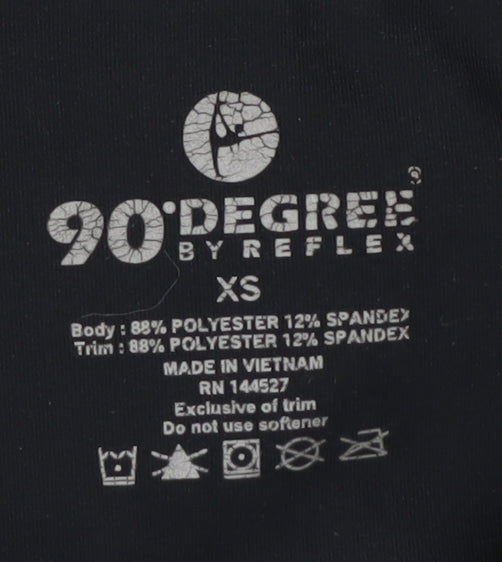 90° DEGREE®
BY REFLEX
XS
Body : 88% POLYESTER 12% SPANDEX
Trim : 88% POLYESTER 12% SPANDEX
MADE IN VIETNAM
RN 144527
Exclusive of trim
Do not use softener